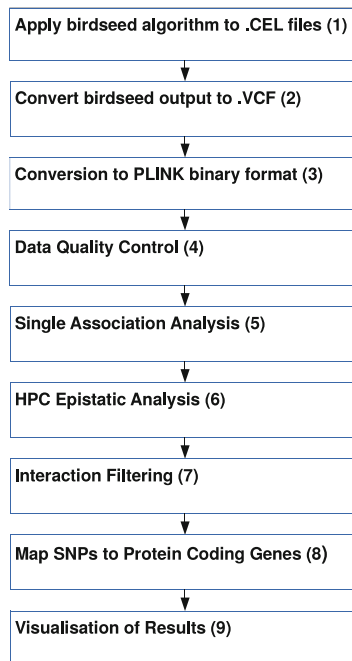 Apply birdseed algorithm to .CEL files (1)
Convert birdseed output to .VCF (2)
Conversion to PLINK binary format (3)
Data Quality Control (4)
Single Association Analysis (5)
HPC Epistatic Analysis (6)
Interaction Filtering (7)
Map SNPs to Protein Coding Genes (8)
Visualisation of Results (9)